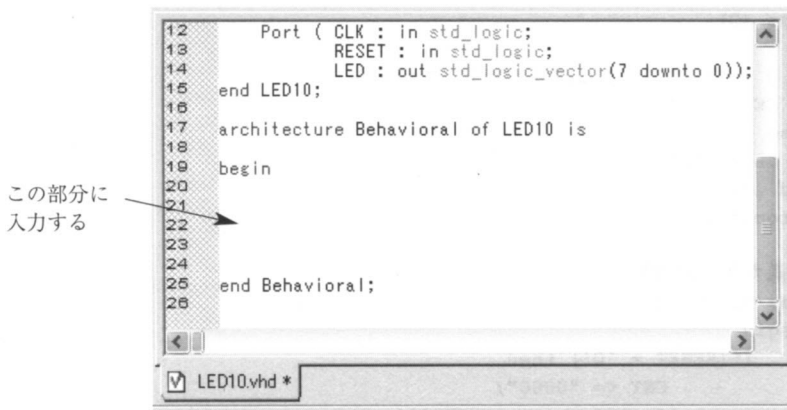 12 Port ( CLK : in std_logic;
13 RESET : in std_logic;
14 LED : out std_logic_vector(7 downto 0));
15 end LED10;
16
17 architecture Behavioral of LED10 is
18
19 begin
20
21
22
23
24
25 end Behavioral;
26
この部分に
入力する
LED10.vhd *